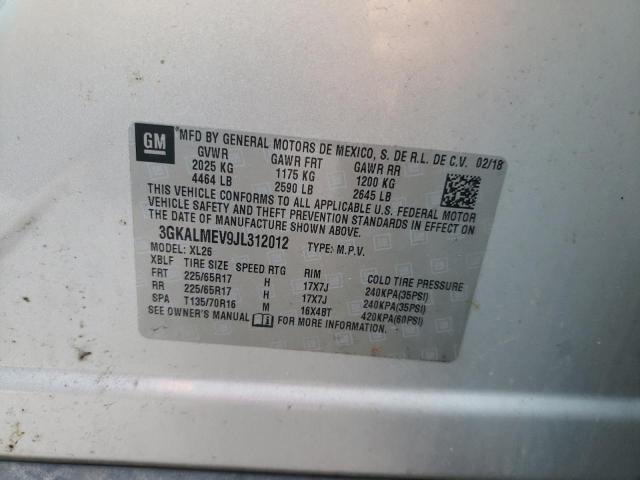 GM ®MFD BY GENERAL MOTORS DE MEXICO, S. DE R.L. DE C.V. 02/18
GVWR GAWR FRT GAWR RR
2025 KG 1175 KG 1200 KG
4464 LB 2590 LB 2645 LB
THIS VEHICLE CONFORMS TO ALL APPLICABLE U.S. FEDERAL MOTOR
VEHICLE SAFETY AND THEFT PREVENTION STANDARDS IN EFFECT ON
THE DATE OF MANUFACTURE SHOWN ABOVE.
3GKALMEV9JL312012 TYPE: M.P.V.
MODEL: XL26
XBLF TIRE SIZE SPEED RTG RIM COLD TIRE PRESSURE
FRT 225/65R17 H 17X7J 240KPA(35PSI)
RR 225/65R17 H 17X7J 240KPA(35PSI)
SPA T135/70R16 M 16X4BT 420KPA(60PSI)
SEE OWNER'S MANUAL FOR MORE INFORMATION.